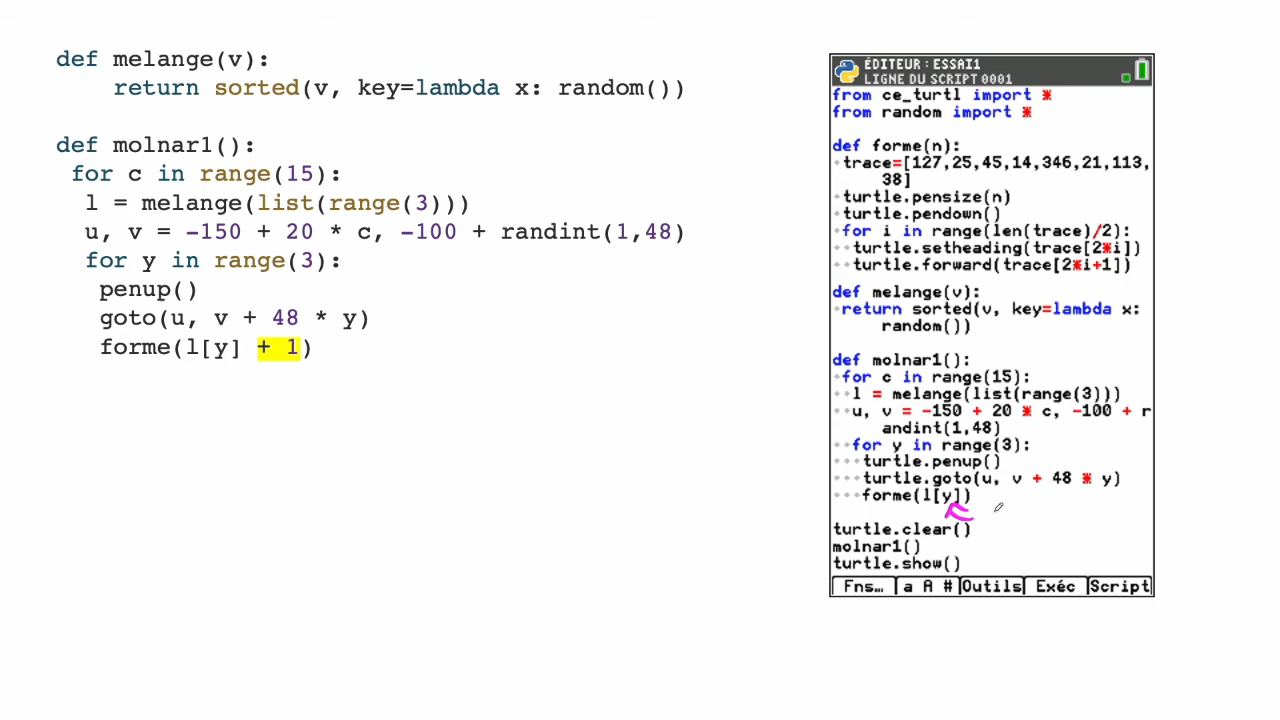 def melange(v):
    return sorted(v, key=lambda x: random())
def molnar1():
 for c in range(15):
  l = melange(list(range(3)))
  u, v = -150 + 20 * c, -100 + randint(1,48)
  for y in range(3):
   penup()
   goto(u, v + 48 * y)
   forme(l[y] + 1)
ÉDITEUR : ESSAI1
LIGNE DU SCRIPT 0001
from ce_turtl import *
from random import *
def forme(n):
trace=[127,25,45,14,346,21,113,
38]
turtle.pensize(n)
turtle.pendown()
for i in range(len(trace)/2):
turtle.setheading(trace[2*i])
turtle.forward(trace[2*i+1])
def melange(v):
return sorted(v, key=lambda x:
random())
def molnar1():
for c in range(15):
l = melange(list(range(3)))
u, v = -150 + 20 * c, -100 + r
andint(1,48)
for y in range(3):
turtle.penup()
turtle.goto(u, v + 48 * y)
forme(l[y])
turtle.clear()
molnar1()
turtle.show()
Fns… a A # Outils Exéc Script